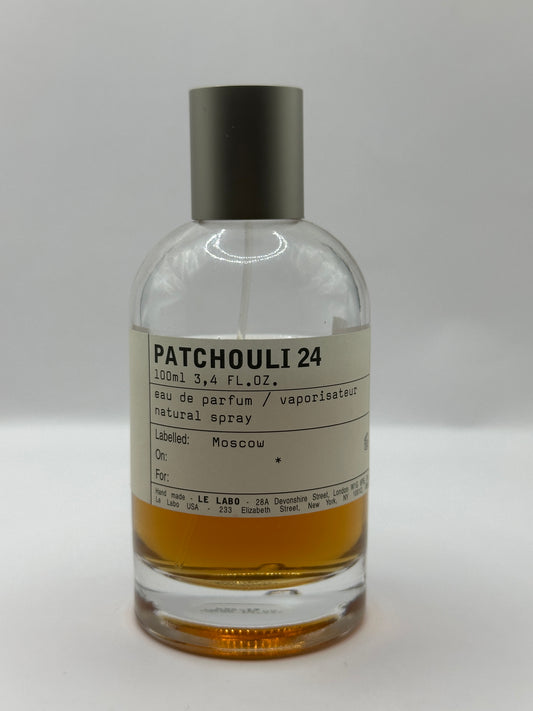 PATCHOULI 24
100ml 3,4 FL.OZ.
eau de parfum / vaporisateur
natural spray
Labelled: Moscow
On: *
For:
Hand made - LE LABO - 28A Devonshire Street, London
Le Labo USA - 233 Elizabeth Street, New York, NY